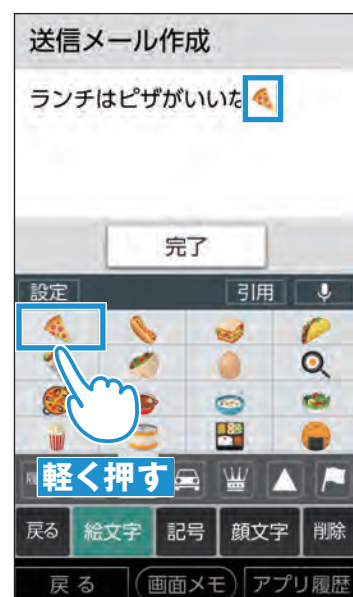 送信メール作成
ランチはピザがいいな
完了
設定 引用
軽く押す
戻る 絵文字 記号 顔文字 削除
戻る 画面メモ アプリ履歴